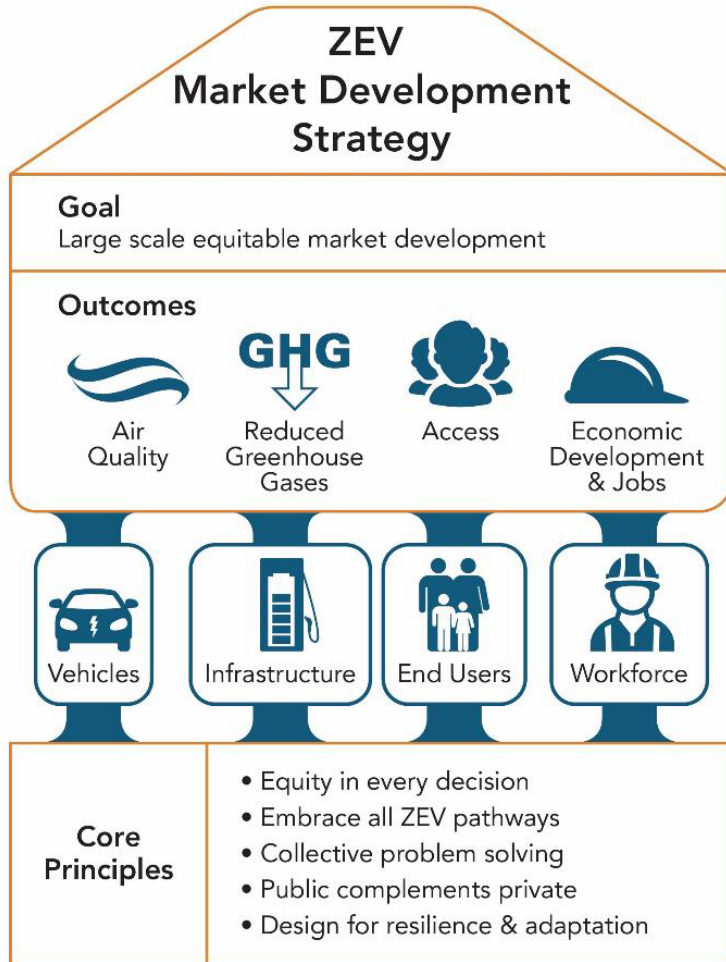 ZEV
Market Development
Strategy
Goal
Large scale equitable market development
Outcomes
Air
Quality
GHG
Reduced
Greenhouse
Gases
Access
Economic
Development
& Jobs
Vehicles
Infrastructure
End Users
Workforce
Core
Principles
• Equity in every decision
• Embrace all ZEV pathways
• Collective problem solving
• Public complements private
• Design for resilience & adaptation